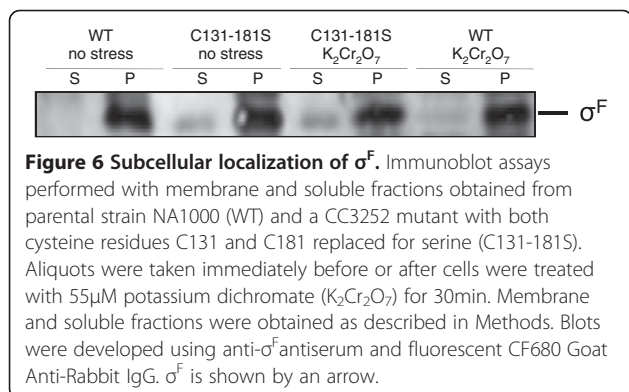 WT C131-181S C131-181S WT
no stress no stress K₂Cr₂O₇ K₂Cr₂O₇
S P S P S P S P
σF
Figure 6 Subcellular localization of σF. Immunoblot assays
performed with membrane and soluble fractions obtained from
parental strain NA1000 (WT) and a CC3252 mutant with both
cysteine residues C131 and C181 replaced for serine (C131-181S).
Aliquots were taken immediately before or after cells were treated
with 55μM potassium dichromate (K₂Cr₂O₇) for 30min. Membrane
and soluble fractions were obtained as described in Methods. Blots
were developed using anti-σFantiserum and fluorescent CF680 Goat
Anti-Rabbit IgG. σF is shown by an arrow.